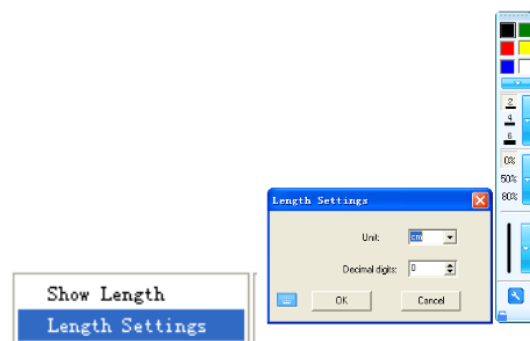 2
4
6
0%
50%
80%
Length Settings
Unit: cm
Decimal digits: 0
OK Cancel
Show Length
Length Settings